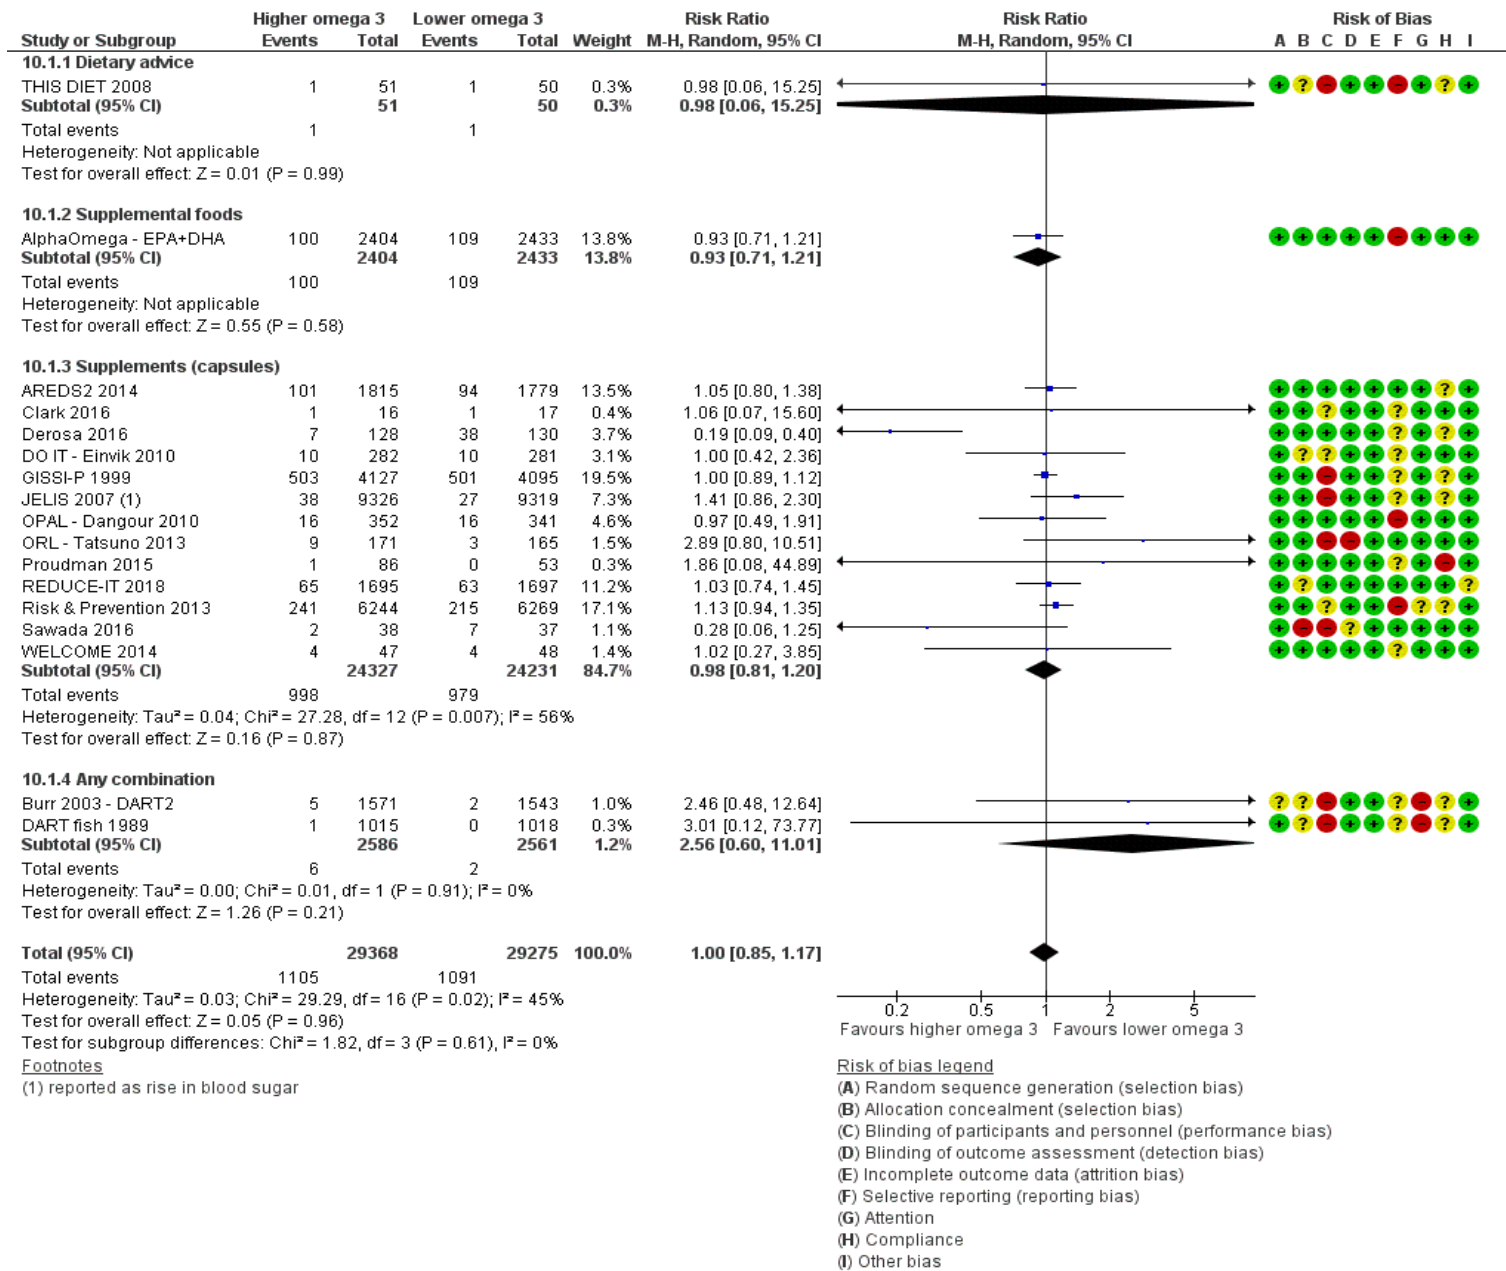 Higher omega 3 Lower omega 3 Risk Ratio Risk Ratio Risk of Bias
Study or Subgroup Events Total Events Total Weight M-H, Random, 95% CI M-H, Random, 95% CI A B C D E F G H I
10.1.1 Dietary advice
THIS DIET 2008 1 51 1 50 0.3% 0.98 [0.06, 15.25] + ? - + + - + ? +
Subtotal (95% CI) 51 50 0.3% 0.98 [0.06, 15.25]
Total events 1 1
Heterogeneity: Not applicable
Test for overall effect: Z = 0.01 (P = 0.99)
10.1.2 Supplemental foods
AlphaOmega - EPA+DHA 100 2404 109 2433 13.8% 0.93 [0.71, 1.21] + + + + + - + + +
Subtotal (95% CI) 2404 2433 13.8% 0.93 [0.71, 1.21]
Total events 100 109
Heterogeneity: Not applicable
Test for overall effect: Z = 0.55 (P = 0.58)
10.1.3 Supplements (capsules)
AREDS2 2014 101 1815 94 1779 13.5% 1.05 [0.80, 1.38] + + + + + + + ? +
Clark 2016 1 16 1 17 0.4% 1.06 [0.07, 15.60] + + ? + + ? + + +
Derosa 2016 7 128 38 130 3.7% 0.19 [0.09, 0.40] + + + + + ? + ? +
DO IT - Einvik 2010 10 282 10 281 3.1% 1.00 [0.42, 2.36] + ? ? + + + + + +
GISSI-P 1999 503 4127 501 4095 19.5% 1.00 [0.89, 1.12] + + - + + ? + ? +
JELIS 2007 (1) 38 9326 27 9319 7.3% 1.41 [0.86, 2.30] + + - + + ? + ? +
OPAL - Dangour 2010 16 352 16 341 4.6% 0.97 [0.49, 1.91] + + + + + - + + +
ORL - Tatsuno 2013 9 171 3 165 1.5% 2.89 [0.80, 10.51] + + - - + + + + +
Proudman 2015 1 86 0 53 0.3% 1.86 [0.08, 44.89] + + + + + ? + - +
REDUCE-IT 2018 65 1695 63 1697 11.2% 1.03 [0.74, 1.45] + ? + + + + + + ?
Risk & Prevention 2013 241 6244 215 6269 17.1% 1.13 [0.94, 1.35] + + ? + + - ? ? +
Sawada 2016 2 38 7 37 1.1% 0.28 [0.06, 1.25] + - - ? + + + + +
WELCOME 2014 4 47 4 48 1.4% 1.02 [0.27, 3.85] + + + + + ? + + +
Subtotal (95% CI) 24327 24231 84.7% 0.98 [0.81, 1.20]
Total events 998 979
Heterogeneity: Tau² = 0.04; Chi² = 27.28, df = 12 (P = 0.007); I² = 56%
Test for overall effect: Z = 0.16 (P = 0.87)
10.1.4 Any combination
Burr 2003 - DART2 5 1571 2 1543 1.0% 2.46 [0.48, 12.64] ? ? - + + ? - ? +
DART fish 1989 1 1015 0 1018 0.3% 3.01 [0.12, 73.77] + ? - + + ? - ? +
Subtotal (95% CI) 2586 2561 1.2% 2.56 [0.60, 11.01]
Total events 6 2
Heterogeneity: Tau² = 0.00; Chi² = 0.01, df = 1 (P = 0.91); I² = 0%
Test for overall effect: Z = 1.26 (P = 0.21)
Total (95% CI) 29368 29275 100.0% 1.00 [0.85, 1.17]
Total events 1105 1091
Heterogeneity: Tau² = 0.03; Chi² = 29.29, df = 16 (P = 0.02); I² = 45%
Test for overall effect: Z = 0.05 (P = 0.96)
Test for subgroup differences: Chi² = 1.82, df = 3 (P = 0.61), I² = 0%
0.2 0.5 1 2 5
Favours higher omega 3 Favours lower omega 3
Footnotes
(1) reported as rise in blood sugar
Risk of bias legend
(A) Random sequence generation (selection bias)
(B) Allocation concealment (selection bias)
(C) Blinding of participants and personnel (performance bias)
(D) Blinding of outcome assessment (detection bias)
(E) Incomplete outcome data (attrition bias)
(F) Selective reporting (reporting bias)
(G) Attention
(H) Compliance
(I) Other bias